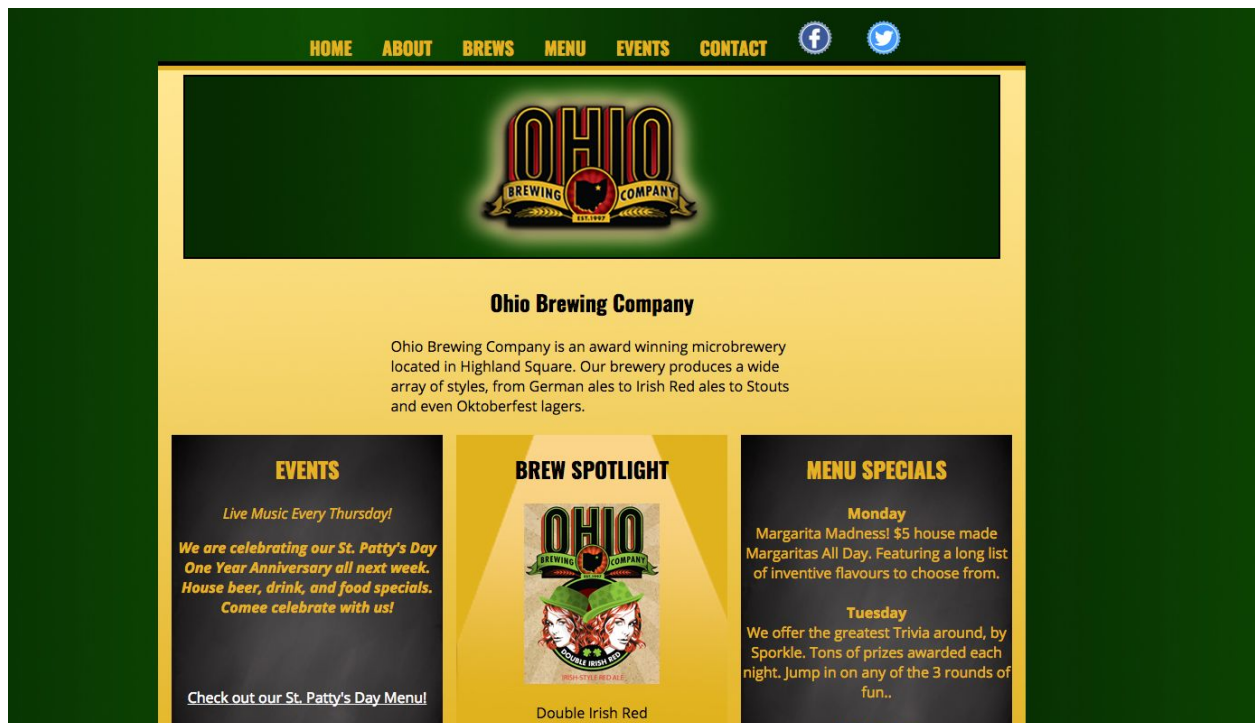 HOME ABOUT BREWS MENU EVENTS CONTACT
OHIO
BREWING COMPANY
EST.1997
Ohio Brewing Company
Ohio Brewing Company is an award winning microbrewery
located in Highland Square. Our brewery produces a wide
array of styles, from German ales to Irish Red ales to Stouts
and even Oktoberfest lagers.
EVENTS
Live Music Every Thursday!
We are celebrating our St. Patty's Day
One Year Anniversary all next week.
House beer, drink, and food specials.
Comee celebrate with us!
Check out our St. Patty's Day Menu!
BREW SPOTLIGHT
OHIO
BREWING COMPANY
DOUBLE IRISH RED
IRISH-STYLE RED ALE
Double Irish Red
MENU SPECIALS
Monday
Margarita Madness! $5 house made
Margaritas All Day. Featuring a long list
of inventive flavours to choose from.
Tuesday
We offer the greatest Trivia around, by
Sporkle. Tons of prizes awarded each
night. Jump in on any of the 3 rounds of
fun..